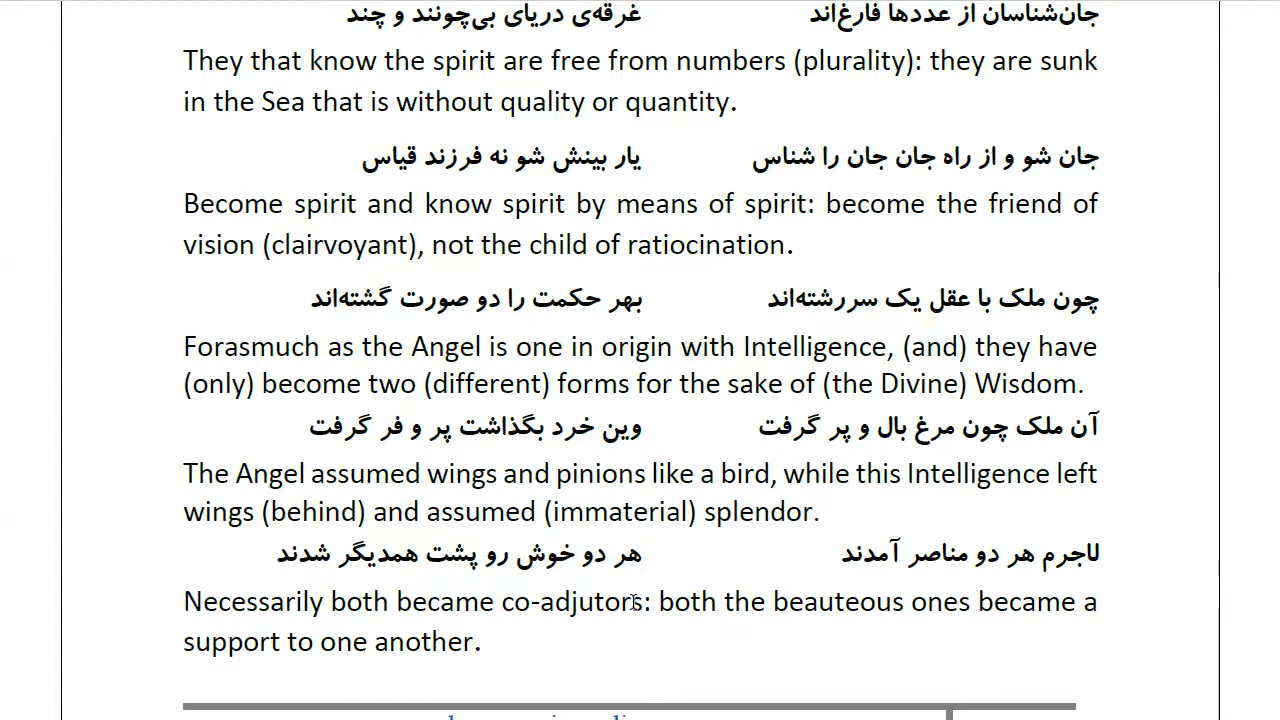 جان‌شناسان از عددها فارغ‌اند غرقه‌ی دریای بی‌چونند و چند
They that know the spirit are free from numbers (plurality): they are sunk
in the Sea that is without quality or quantity.
جان شو و از راه جان جان را شناس یار بینش شو نه فرزند قیاس
Become spirit and know spirit by means of spirit: become the friend of
vision (clairvoyant), not the child of ratiocination.
چون ملک با عقل یک سررشته‌اند بهر حکمت را دو صورت گشته‌اند
Forasmuch as the Angel is one in origin with Intelligence, (and) they have
(only) become two (different) forms for the sake of (the Divine) Wisdom.
آن ملک چون مرغ بال و پر گرفت وین خرد بگذاشت پر و فر گرفت
The Angel assumed wings and pinions like a bird, while this Intelligence left
wings (behind) and assumed (immaterial) splendor.
لاجرم هر دو مناصر آمدند هر دو خوش رو پشت همدیگر شدند
Necessarily both became co-adjutors: both the beauteous ones became a
support to one another.